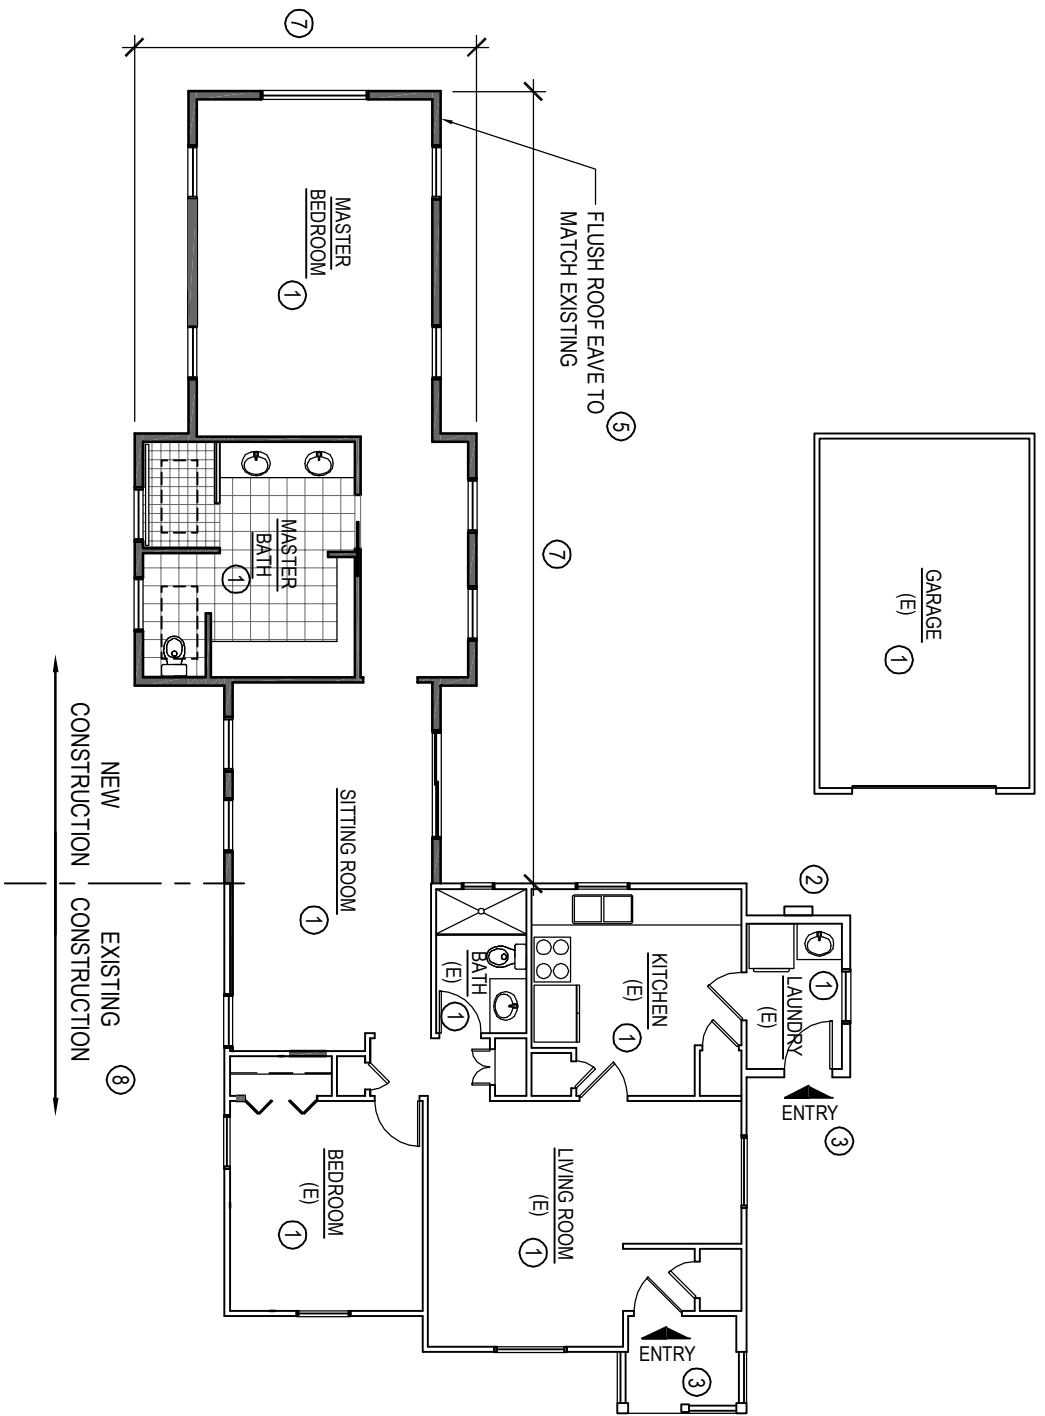 7
FLUSH ROOF EAVE TO
MATCH EXISTING
5
7
MASTER
BEDROOM
1
MASTER
BATH
1
GARAGE
(E)
1
NEW
CONSTRUCTION
EXISTING
CONSTRUCTION
8
SITTING ROOM
1
BATH
(E)
1
KITCHEN
(E)
1
2
LAUNDRY
(E)
1
ENTRY
3
BEDROOM
(E)
1
LIVING ROOM
(E)
1
ENTRY
3